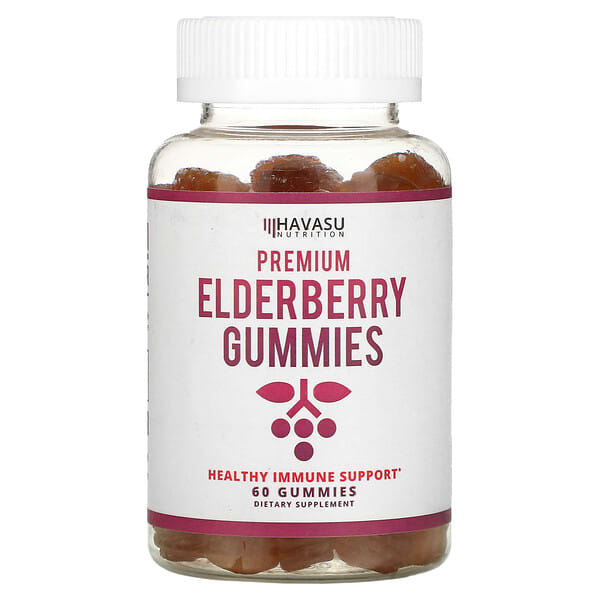 HAVASU
NUTRITION
PREMIUM
ELDERBERRY
GUMMIES
HEALTHY IMMUNE SUPPORT*
60 GUMMIES
DIETARY SUPPLEMENT